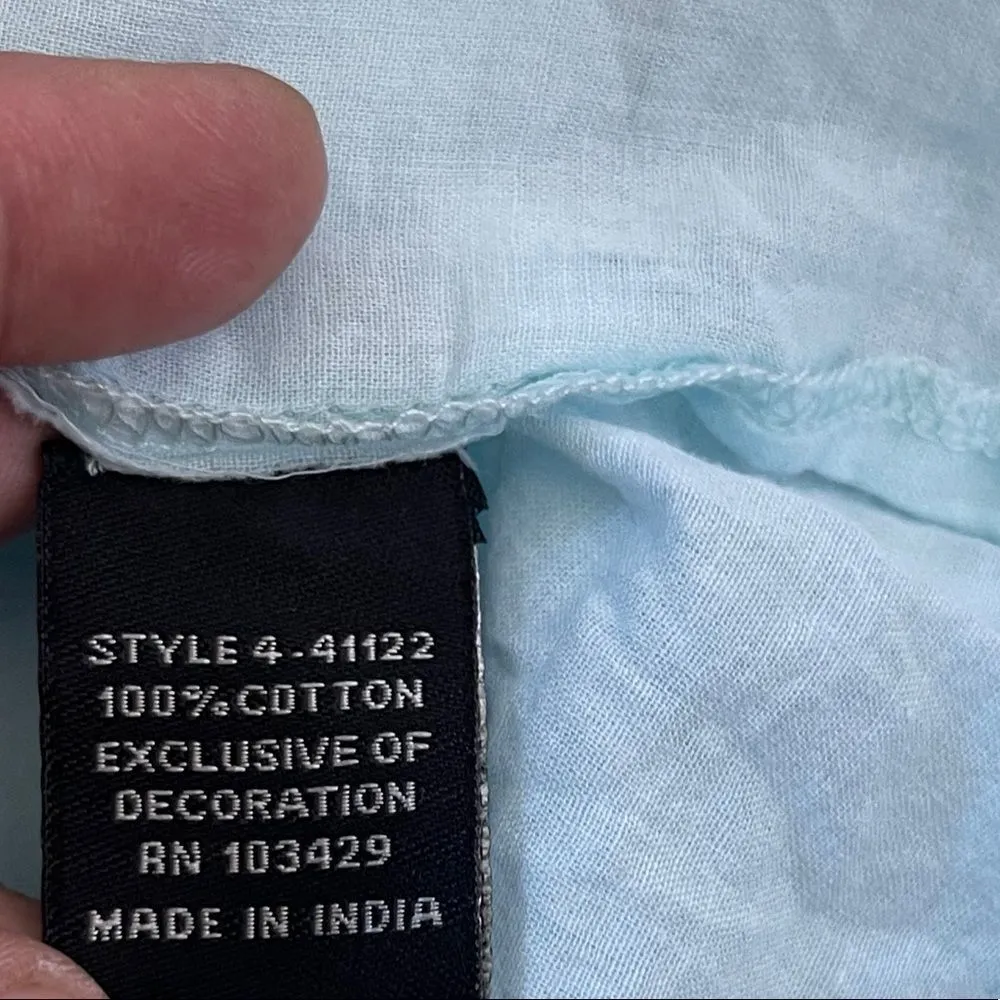 STYLE 4-41122
100% COTTON
EXCLUSIVE OF
DECORATION
RN 103429
MADE IN INDIA